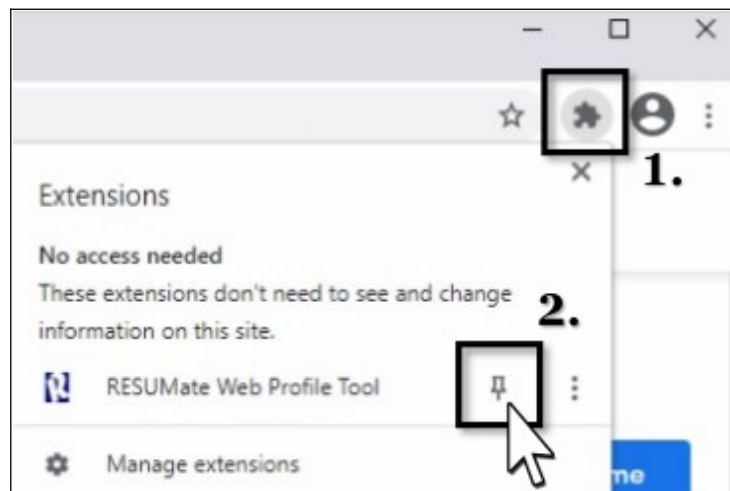 1.
Extensions
No access needed
These extensions don't need to see and change
2.
information on this site.
RESUMate Web Profile Tool
Manage extensions
me